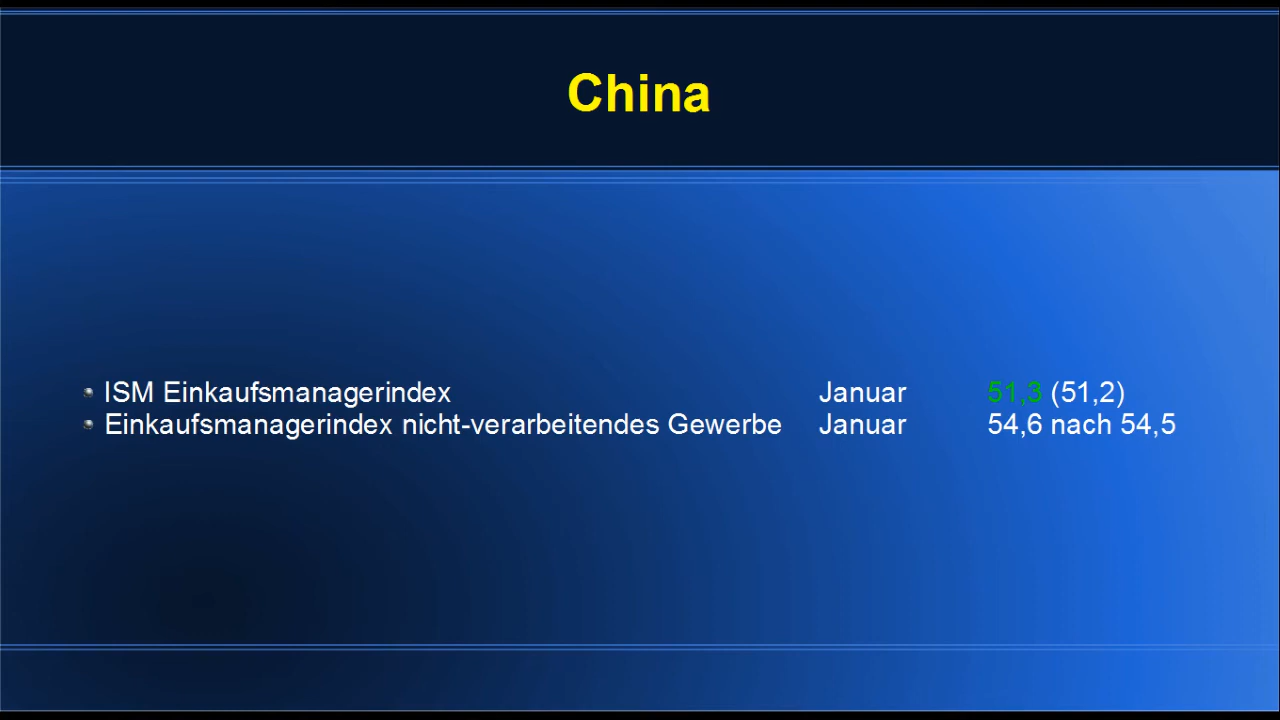 China
ISM Einkaufsmanagerindex Januar 51,3 (51,2)
Einkaufsmanagerindex nicht-verarbeitendes Gewerbe Januar 54,6 nach 54,5